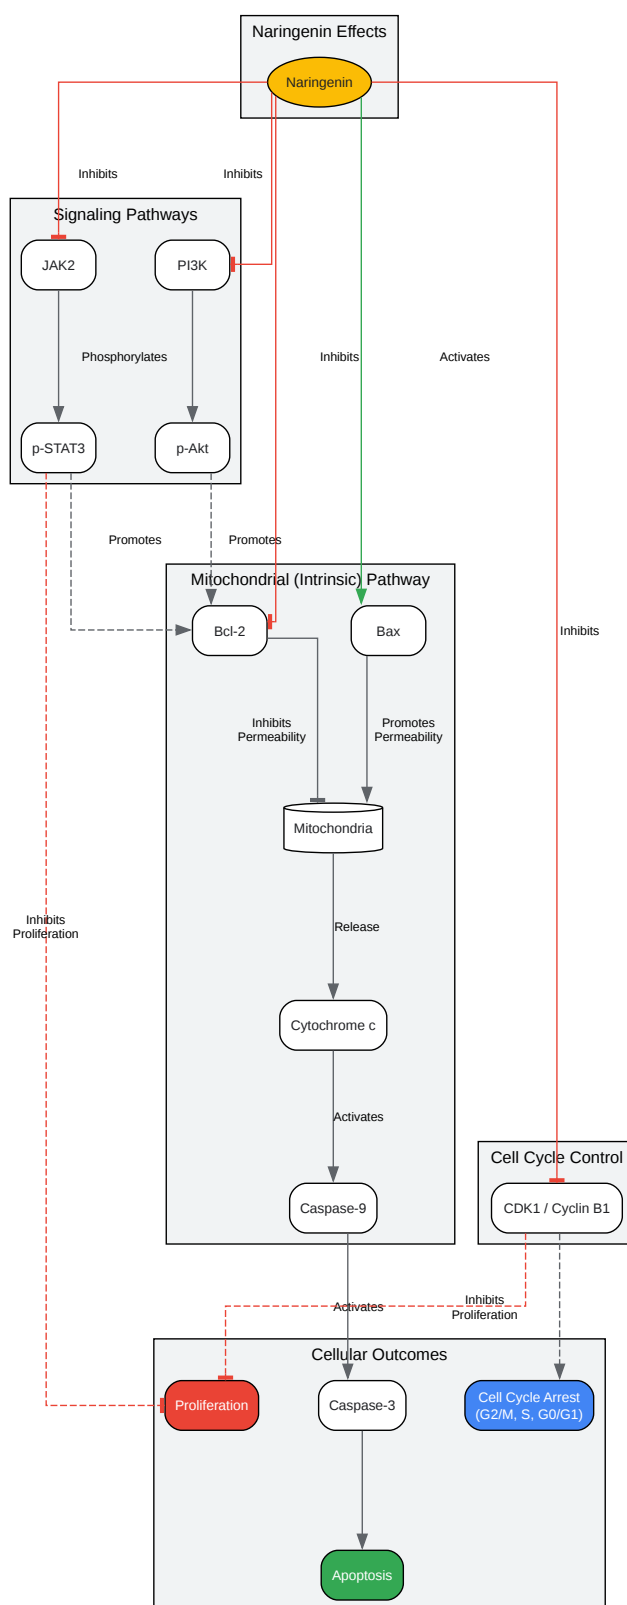 Naringenin Effects
Naringenin
Inhibits
Inhibits
Signaling Pathways
JAK2
PI3K
Phosphorylates
Inhibits
Activates
p-STAT3
p-Akt
Promotes
Promotes
Mitochondrial (Intrinsic) Pathway
Bcl-2
Bax
Inhibits
Inhibits
Permeability
Promotes
Permeability
Mitochondria
Inhibits
Proliferation
Release
Cytochrome c
Activates
Cell Cycle Control
Caspase-9
CDK1 / Cyclin B1
Activates
Inhibits
Proliferation
Cellular Outcomes
Proliferation
Caspase-3
Cell Cycle Arrest
(G2/M, S, G0/G1)
Apoptosis